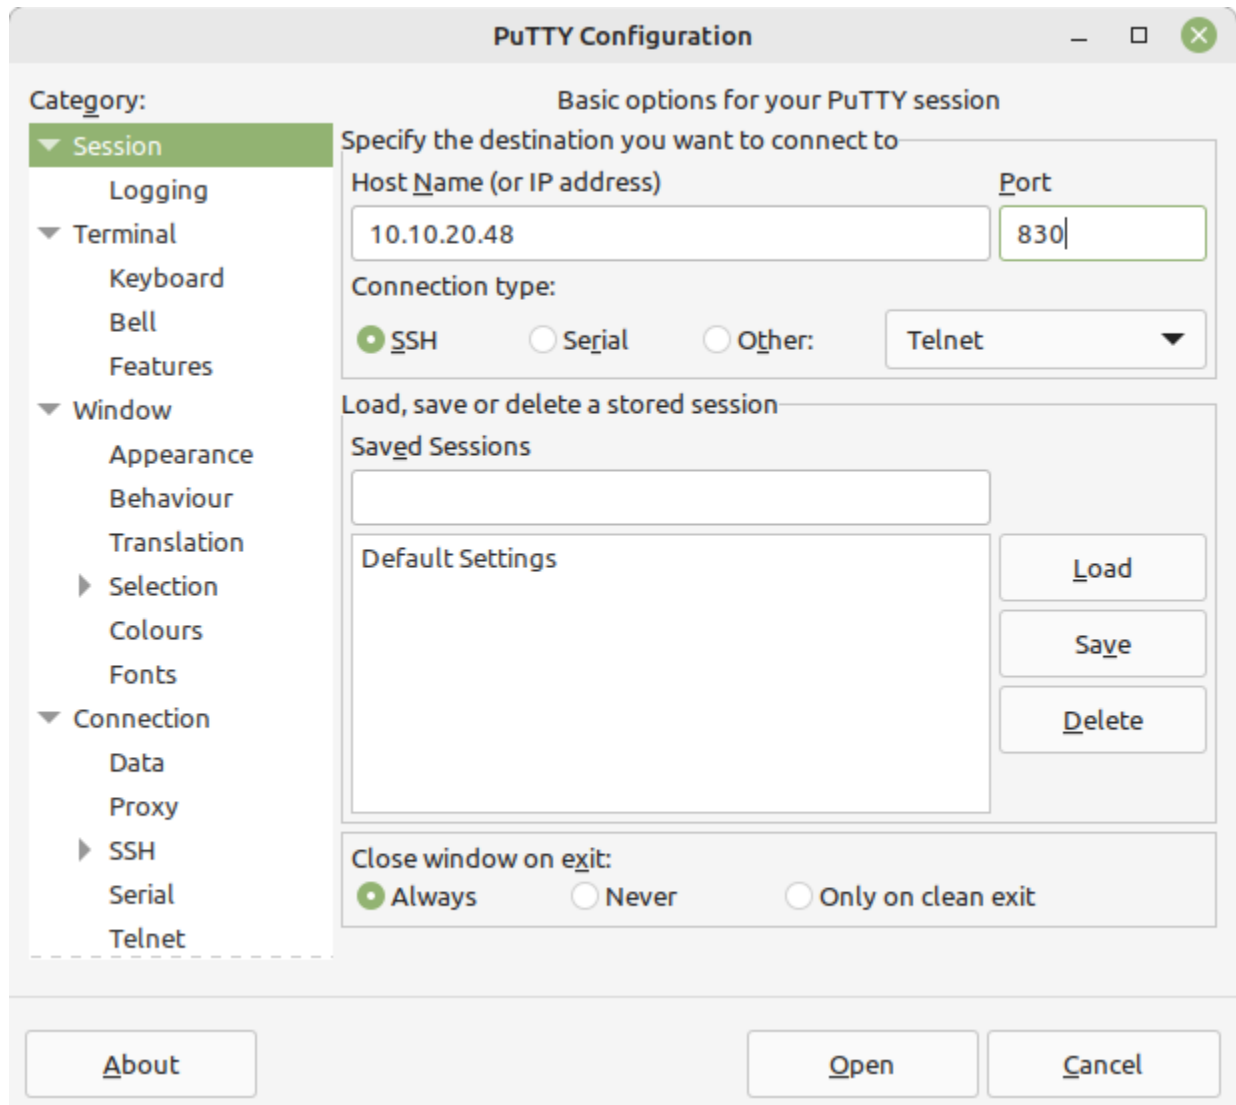 PuTTY Configuration
Category:
Session
Logging
Terminal
Keyboard
Bell
Features
Window
Appearance
Behaviour
Translation
Selection
Colours
Fonts
Connection
Data
Proxy
SSH
Serial
Telnet
Basic options for your PuTTY session
Specify the destination you want to connect to
Host Name (or IP address) Port
10.10.20.48 830
Connection type:
SSH Serial Other: Telnet
Load, save or delete a stored session
Saved Sessions
Default Settings
Load
Save
Delete
Close window on exit:
Always Never Only on clean exit
About Open Cancel